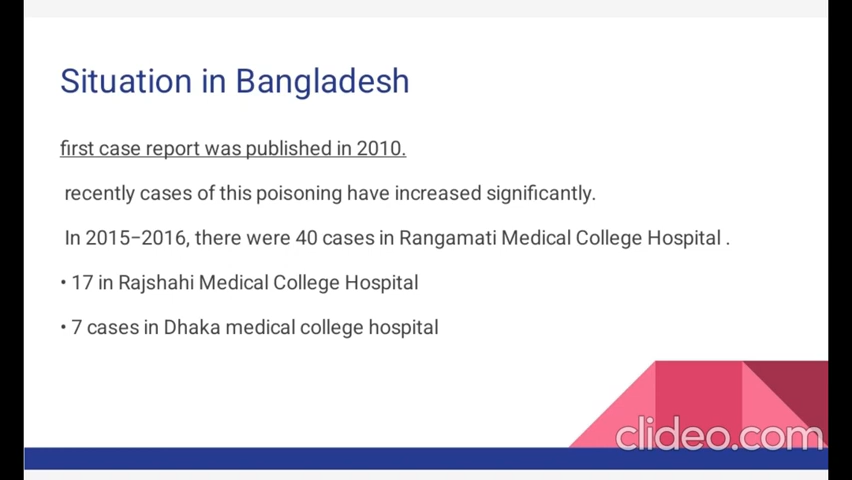 Situation in Bangladesh
first case report was published in 2010.
recently cases of this poisoning have increased significantly.
In 2015–2016, there were 40 cases in Rangamati Medical College Hospital .
• 17 in Rajshahi Medical College Hospital
• 7 cases in Dhaka medical college hospital
clideo.com